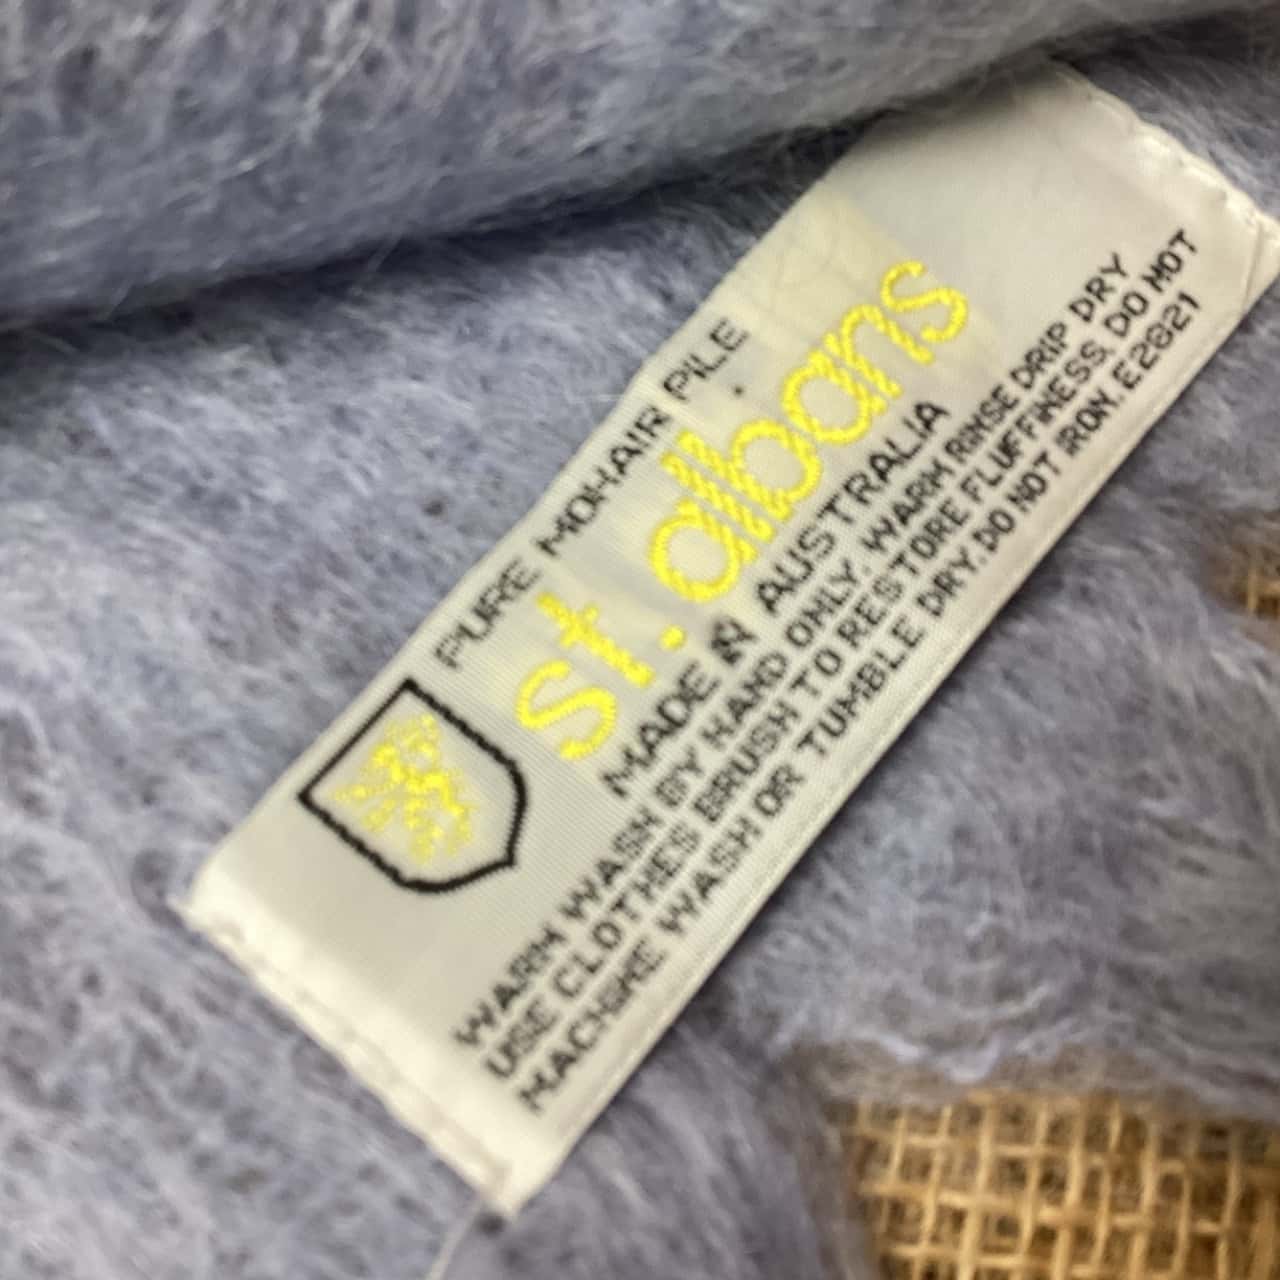 PURE MOHAIR PILE
st. albans
MADE IN AUSTRALIA
WARM WASH BY HAND ONLY. WARM RINSE DRIP DRY
USE CLOTHES BRUSH TO RESTORE FLUFFINESS. DO NOT
MACHINE WASH OR TUMBLE DRY. DO NOT IRON. E2821